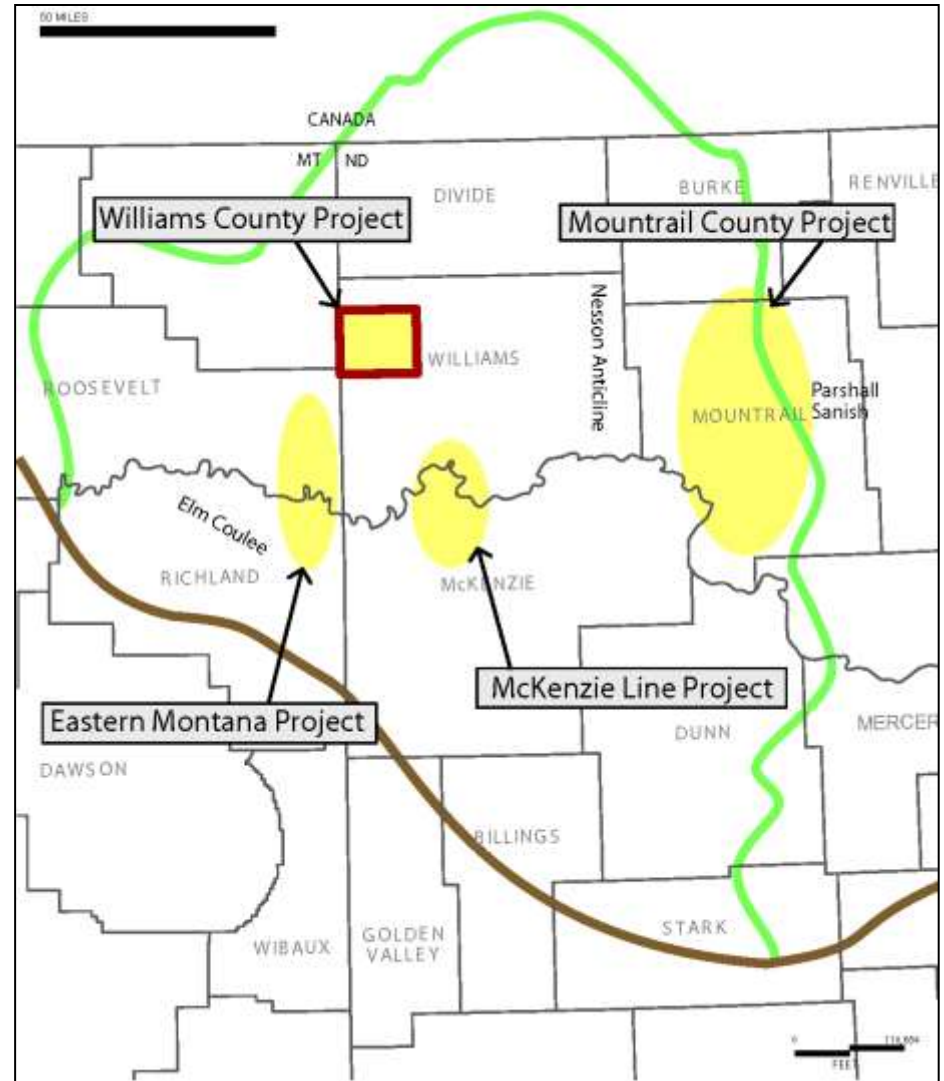 50 MILES
CANADA
MT
ND
DIVIDE
BURKE
RENVILLE
Williams County Project
Mountrail County Project
Nesson Anticline
WILLIAMS
ROOSEVELT
MOUNTRAIL
Parshall
Sanish
Elm Coulee
RICHLAND
McKENZIE
McKenzie Line Project
Eastern Montana Project
DUNN
MERCER
DAWSON
BILLINGS
STARK
WIBAUX
GOLDEN
VALLEY
0
FEET